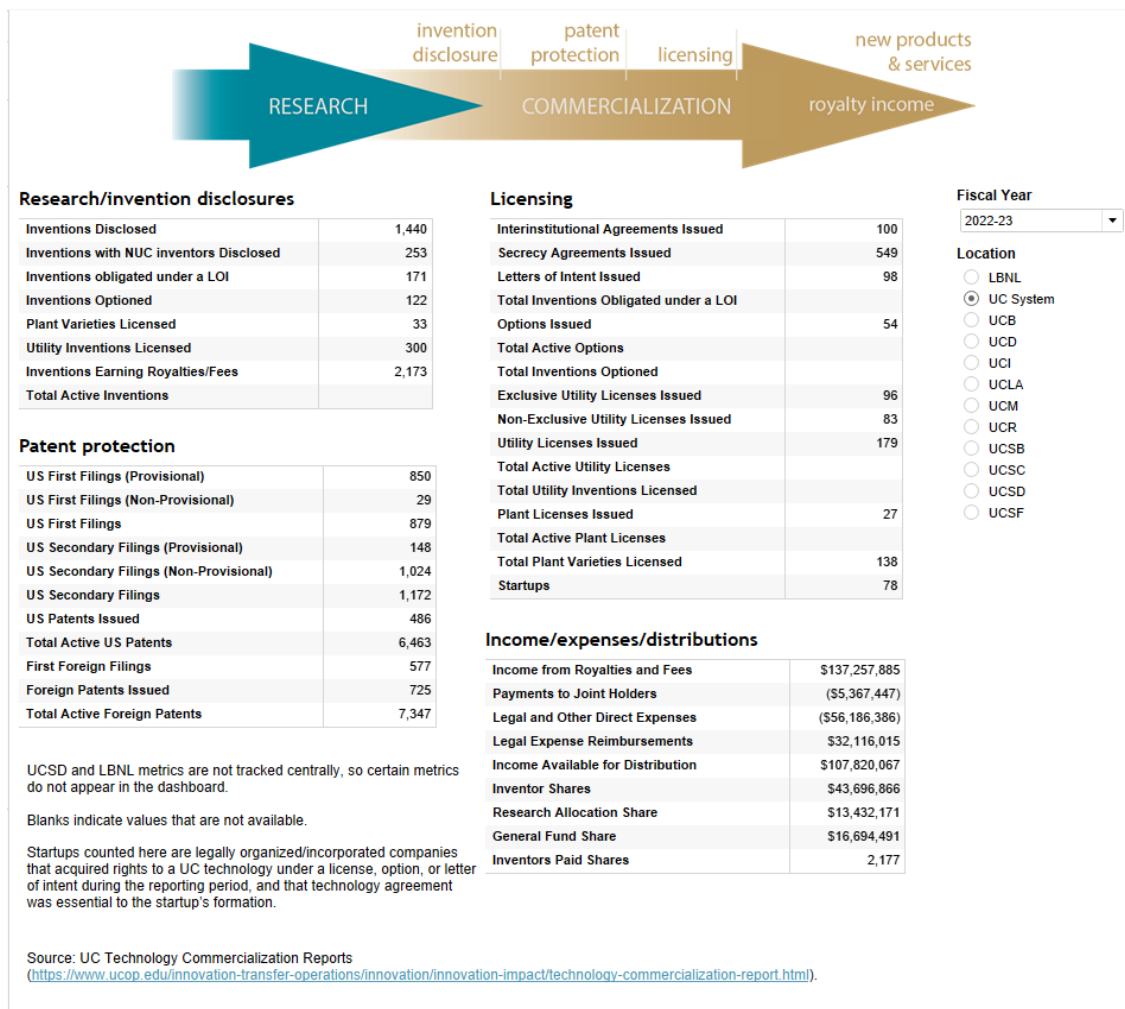 invention
disclosure
patent
protection
licensing
new products
& services
RESEARCH
COMMERCIALIZATION
royalty income
Research/invention disclosures
Inventions Disclosed 1,440
Inventions with NUC inventors Disclosed 253
Inventions obligated under a LOI 171
Inventions Optioned 122
Plant Varieties Licensed 33
Utility Inventions Licensed 300
Inventions Earning Royalties/Fees 2,173
Total Active Inventions
Patent protection
US First Filings (Provisional) 850
US First Filings (Non-Provisional) 29
US First Filings 879
US Secondary Filings (Provisional) 148
US Secondary Filings (Non-Provisional) 1,024
US Secondary Filings 1,172
US Patents Issued 486
Total Active US Patents 6,463
First Foreign Filings 577
Foreign Patents Issued 725
Total Active Foreign Patents 7,347
UCSD and LBNL metrics are not tracked centrally, so certain metrics
do not appear in the dashboard.
Blanks indicate values that are not available.
Startups counted here are legally organized/incorporated companies
that acquired rights to a UC technology under a license, option, or letter
of intent during the reporting period, and that technology agreement
was essential to the startup's formation.
Licensing
Interinstitutional Agreements Issued 100
Secrecy Agreements Issued 549
Letters of Intent Issued 98
Total Inventions Obligated under a LOI
Options Issued 54
Total Active Options
Total Inventions Optioned
Exclusive Utility Licenses Issued 96
Non-Exclusive Utility Licenses Issued 83
Utility Licenses Issued 179
Total Active Utility Licenses
Total Utility Inventions Licensed
Plant Licenses Issued 27
Total Active Plant Licenses
Total Plant Varieties Licensed 138
Startups 78
Income/expenses/distributions
Income from Royalties and Fees $137,257,885
Payments to Joint Holders ($5,367,447)
Legal and Other Direct Expenses ($56,186,386)
Legal Expense Reimbursements $32,116,015
Income Available for Distribution $107,820,067
Inventor Shares $43,696,866
Research Allocation Share $13,432,171
General Fund Share $16,694,491
Inventors Paid Shares 2,177
Fiscal Year
2022-23
Location
LBNL
UC System
UCB
UCD
UCI
UCLA
UCM
UCR
UCSB
UCSC
UCSD
UCSF
Source: UC Technology Commercialization Reports
(https://www.ucop.edu/innovation-transfer-operations/innovation/innovation-impact/technology-commercialization-report.html).